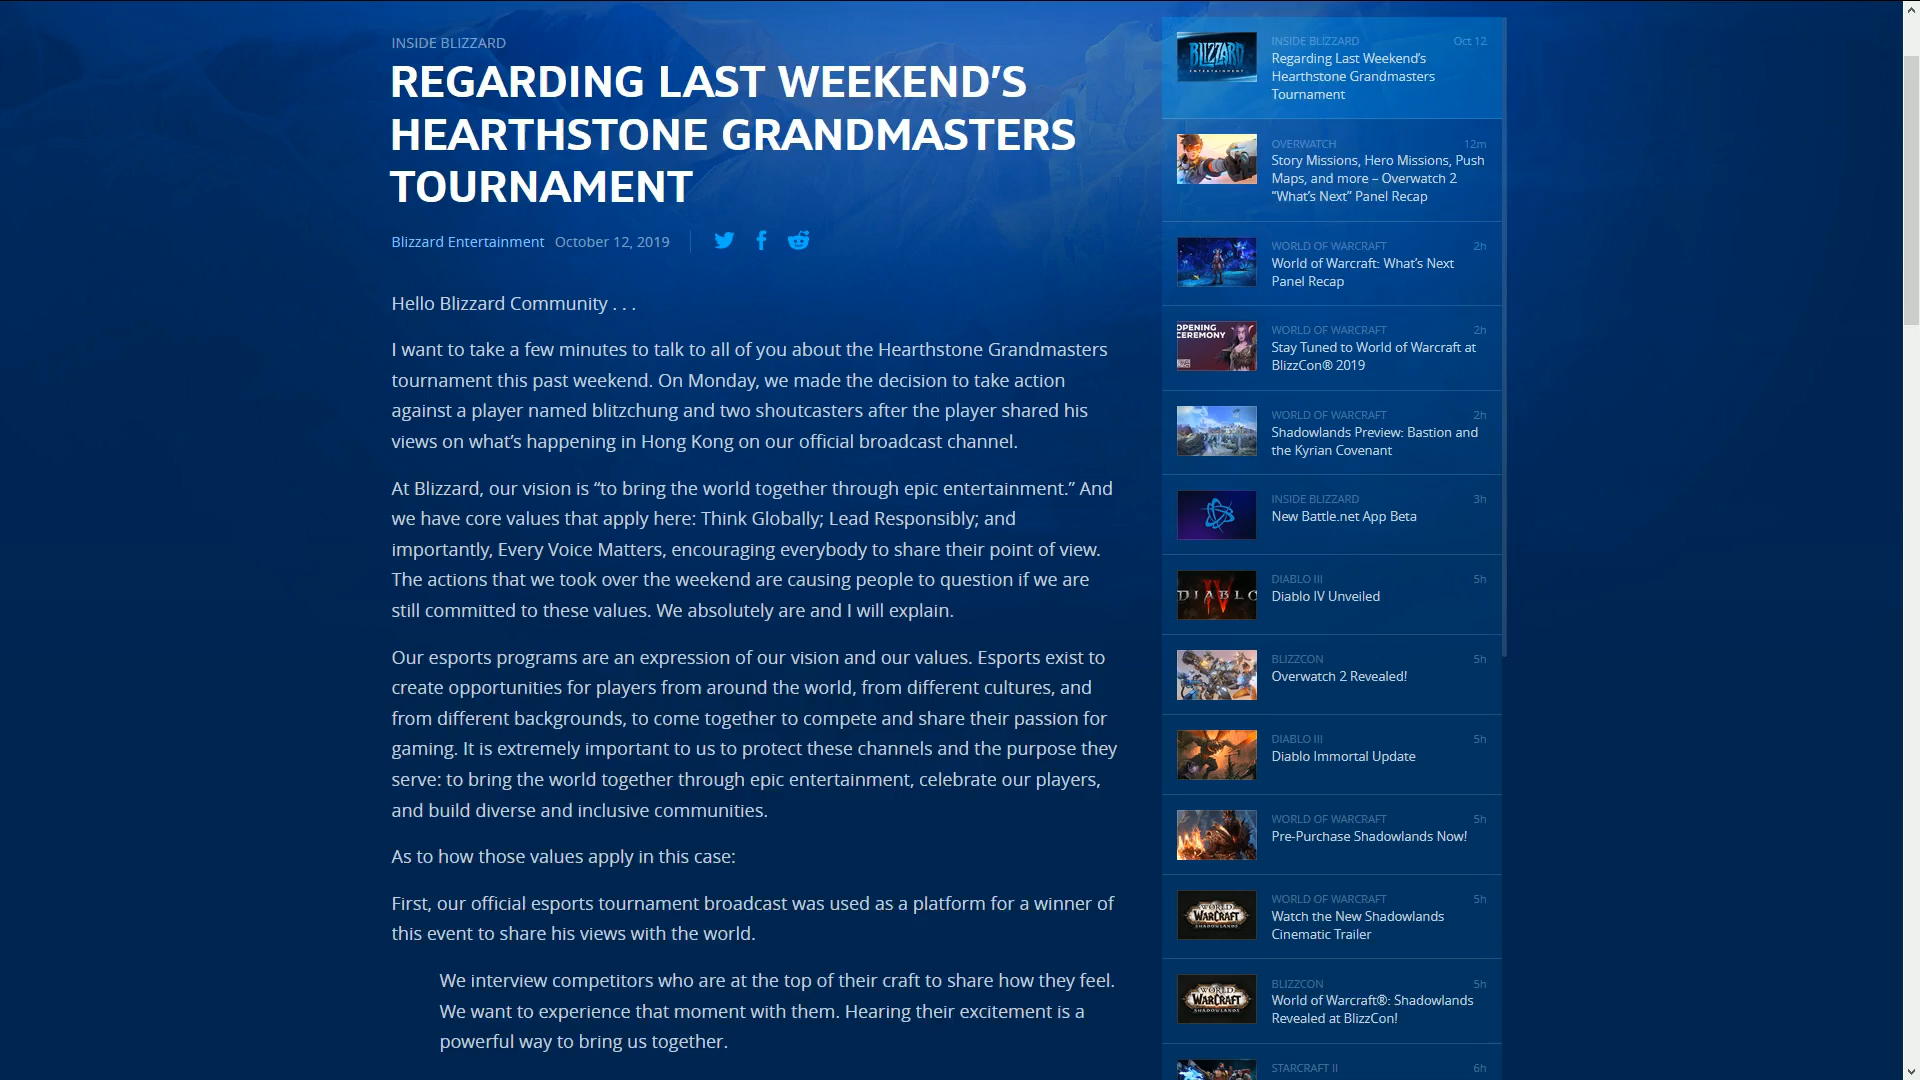 INSIDE BLIZZARD
REGARDING LAST WEEKEND’S
HEARTHSTONE GRANDMASTERS
TOURNAMENT
Blizzard Entertainment October 12, 2019
Hello Blizzard Community . . .
I want to take a few minutes to talk to all of you about the Hearthstone Grandmasters
tournament this past weekend. On Monday, we made the decision to take action
against a player named blitzchung and two shoutcasters after the player shared his
views on what’s happening in Hong Kong on our official broadcast channel.
At Blizzard, our vision is “to bring the world together through epic entertainment.” And
we have core values that apply here: Think Globally; Lead Responsibly; and
importantly, Every Voice Matters, encouraging everybody to share their point of view.
The actions that we took over the weekend are causing people to question if we are
still committed to these values. We absolutely are and I will explain.
Our esports programs are an expression of our vision and our values. Esports exist to
create opportunities for players from around the world, from different cultures, and
from different backgrounds, to come together to compete and share their passion for
gaming. It is extremely important to us to protect these channels and the purpose they
serve: to bring the world together through epic entertainment, celebrate our players,
and build diverse and inclusive communities.
As to how those values apply in this case:
First, our official esports tournament broadcast was used as a platform for a winner of
this event to share his views with the world.
We interview competitors who are at the top of their craft to share how they feel.
We want to experience that moment with them. Hearing their excitement is a
powerful way to bring us together.
BLIZZARD
ENTERTAINMENT
INSIDE BLIZZARD Oct 12
Regarding Last Weekend’s
Hearthstone Grandmasters
Tournament
OVERWATCH 12m
Story Missions, Hero Missions, Push
Maps, and more – Overwatch 2
“What’s Next” Panel Recap
WORLD OF WARCRAFT 2h
World of Warcraft: What’s Next
Panel Recap
OPENING
CEREMONY
WORLD OF WARCRAFT 2h
Stay Tuned to World of Warcraft at
BlizzCon® 2019
WORLD OF WARCRAFT 2h
Shadowlands Preview: Bastion and
the Kyrian Covenant
INSIDE BLIZZARD 3h
New Battle.net App Beta
DIABLO
IV
DIABLO III 5h
Diablo IV Unveiled
BLIZZCON 5h
Overwatch 2 Revealed!
DIABLO III 5h
Diablo Immortal Update
WORLD OF WARCRAFT 5h
Pre-Purchase Shadowlands Now!
WORLD OF
WARCRAFT
SHADOWLANDS
WORLD OF WARCRAFT 5h
Watch the New Shadowlands
Cinematic Trailer
WORLD OF
WARCRAFT
SHADOWLANDS
BLIZZCON 5h
World of Warcraft®: Shadowlands
Revealed at BlizzCon!
STARCRAFT II 6h